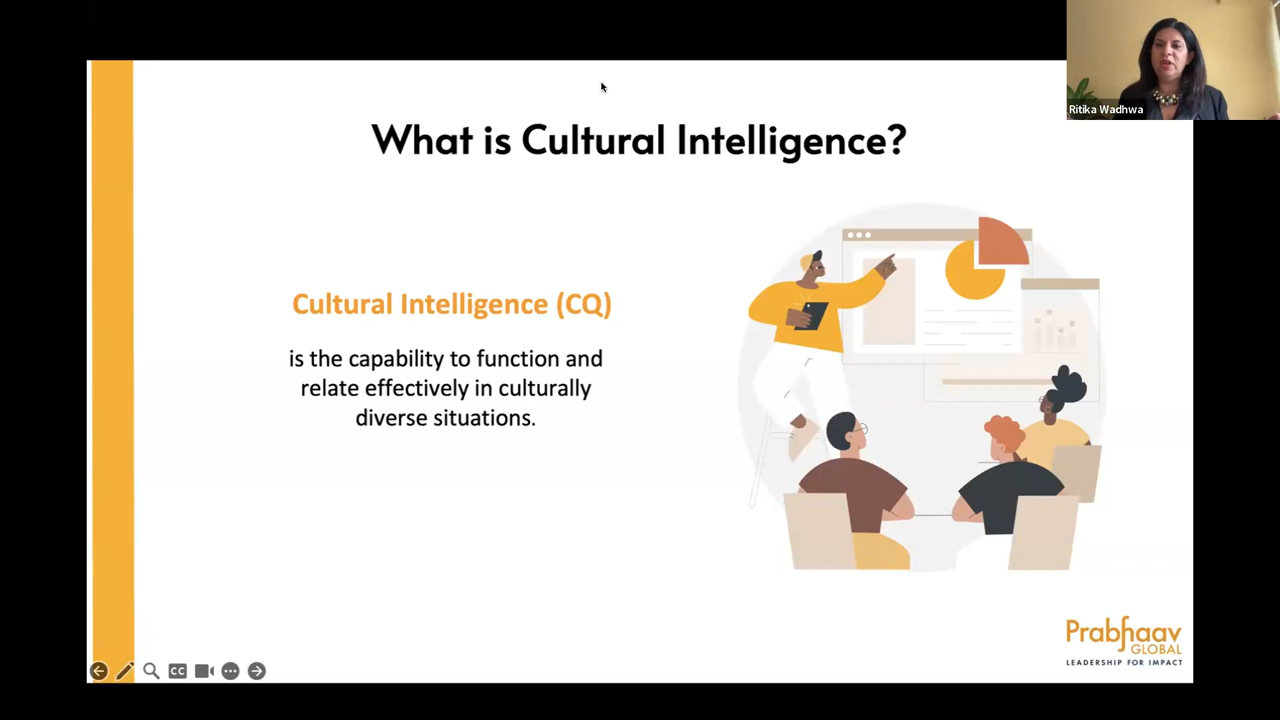 Ritika Wadhwa
What is Cultural Intelligence?
Cultural Intelligence (CQ)
is the capability to function and
relate effectively in culturally
diverse situations.
Prabhaav
GLOBAL
LEADERSHIP FOR IMPACT
CC